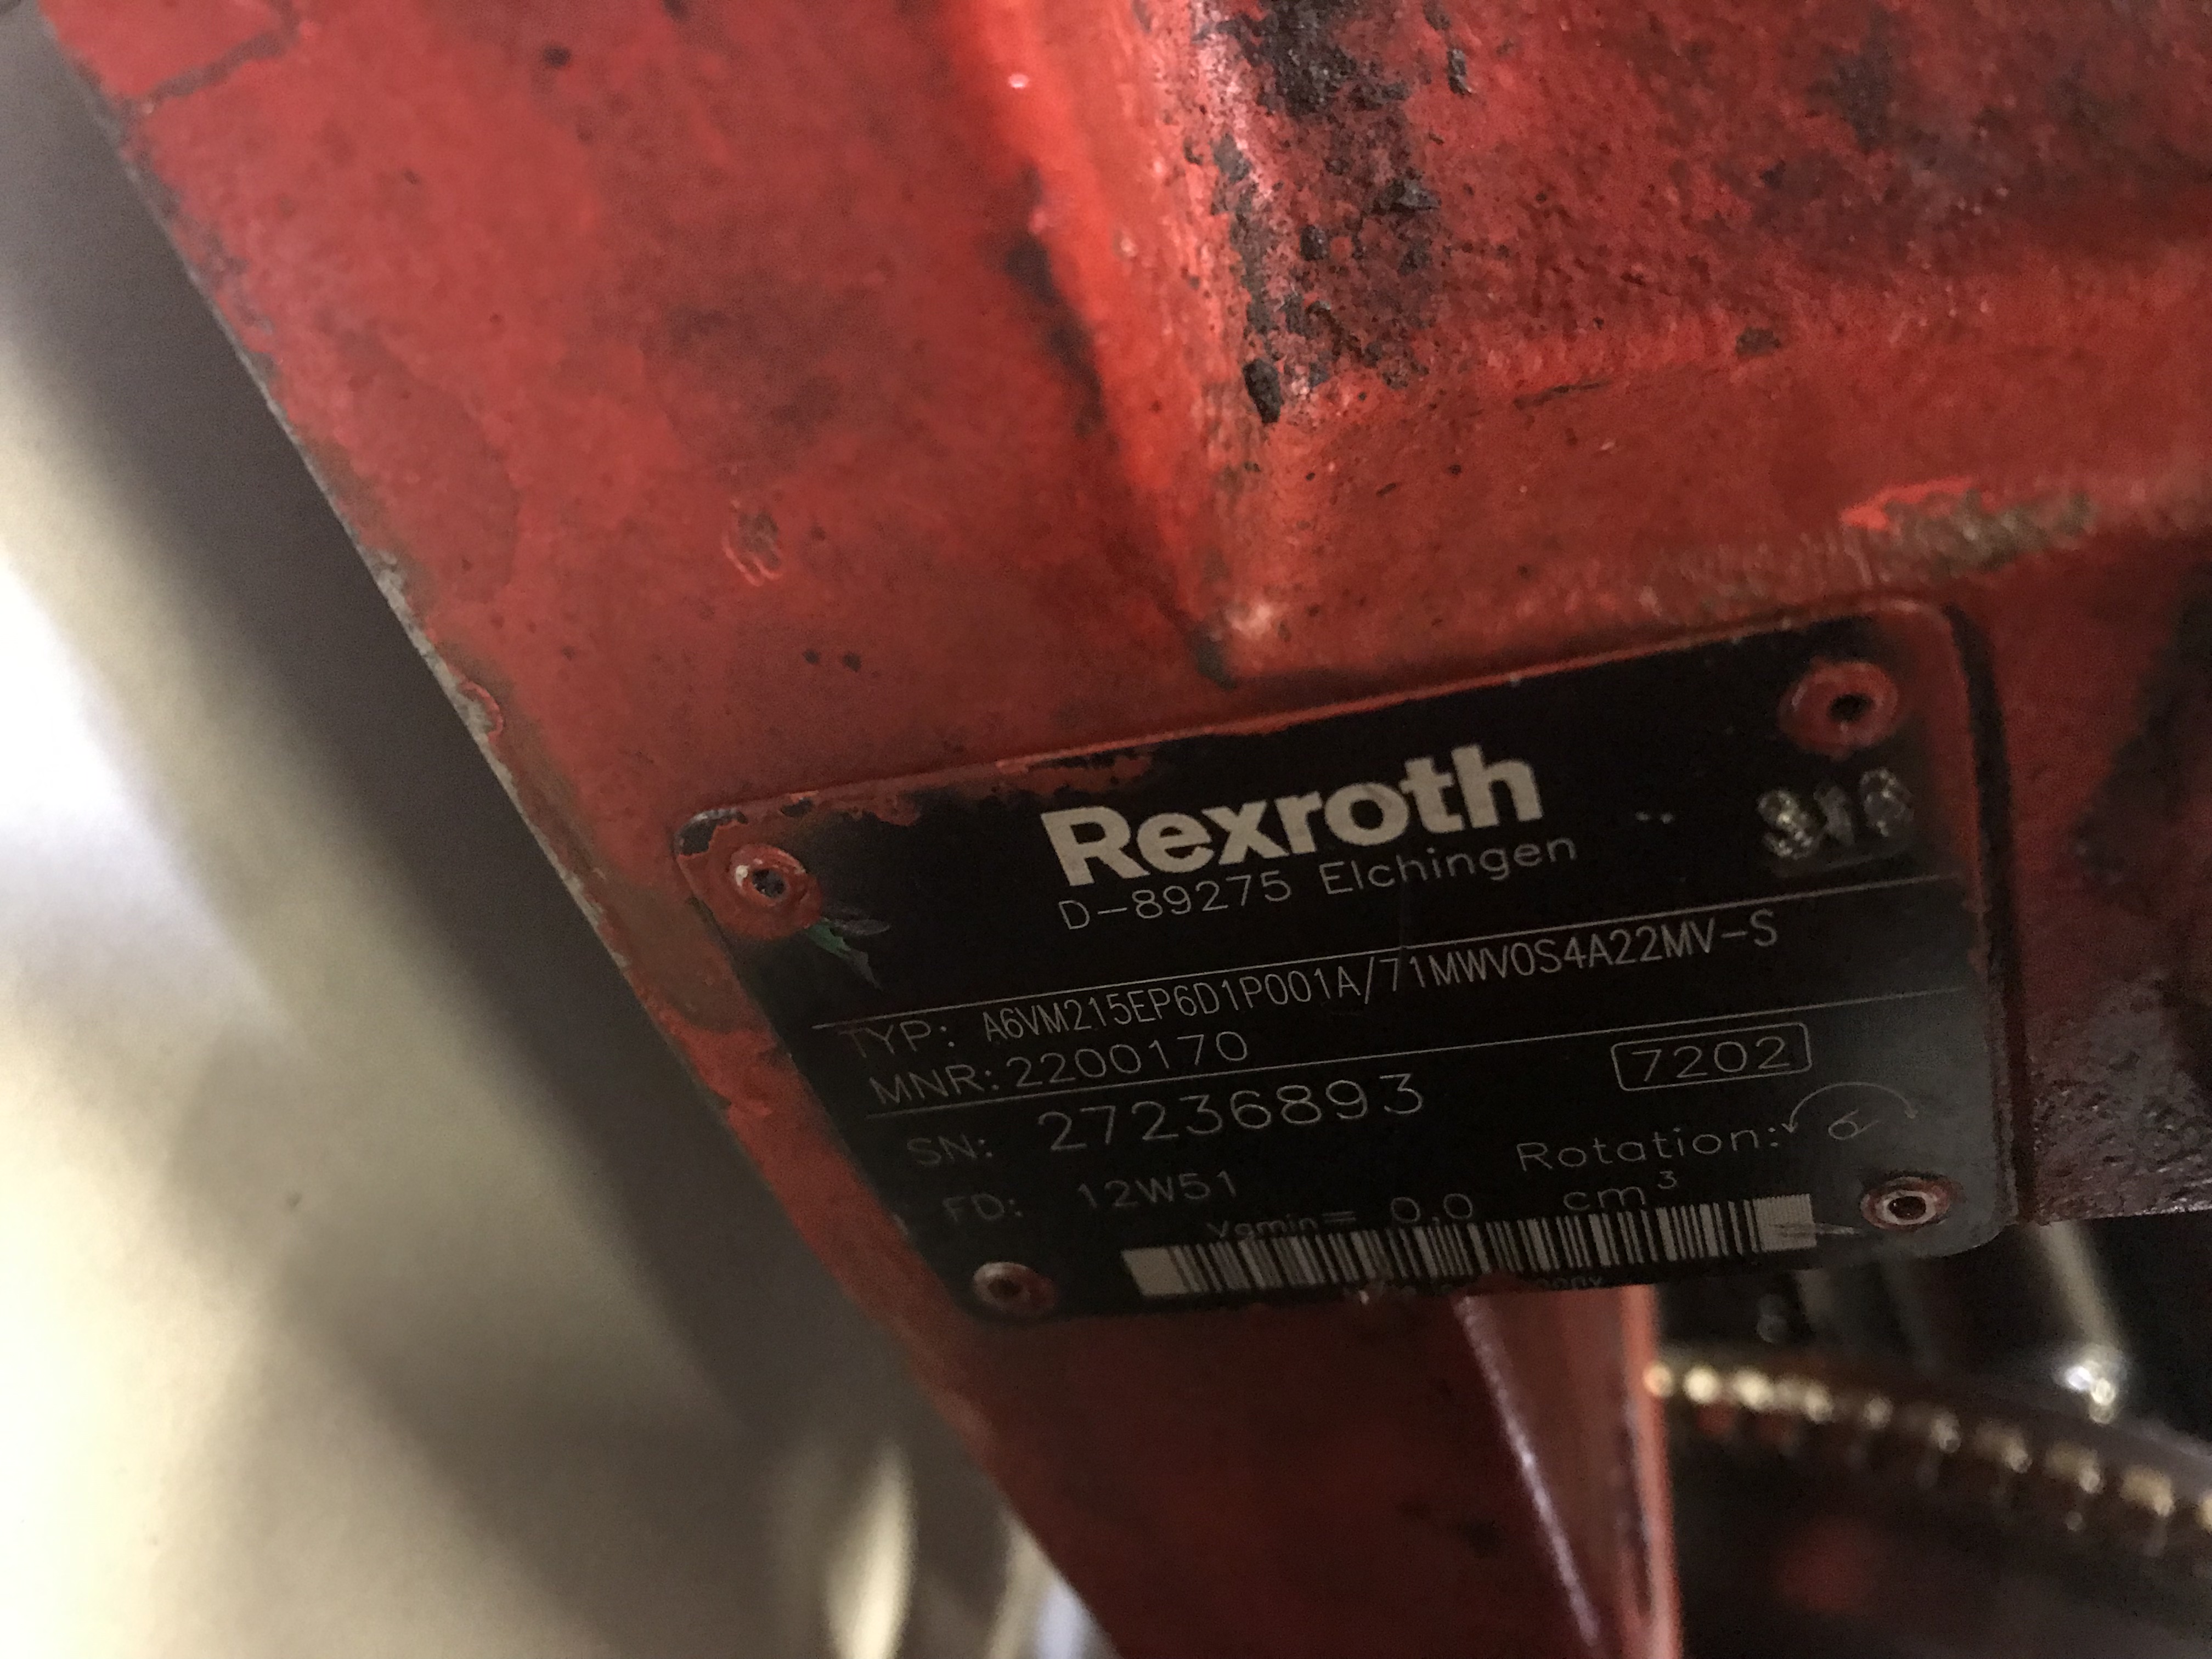 Rexroth
D-89275 Elchingen
TYP: A6VM215EP6D1P001A/71MWV0S4A22MV-S
MNR: 2200170
7202
SN: 27236893
Rotation:
FD: 12W51
Vgmin= 0,0 cm³